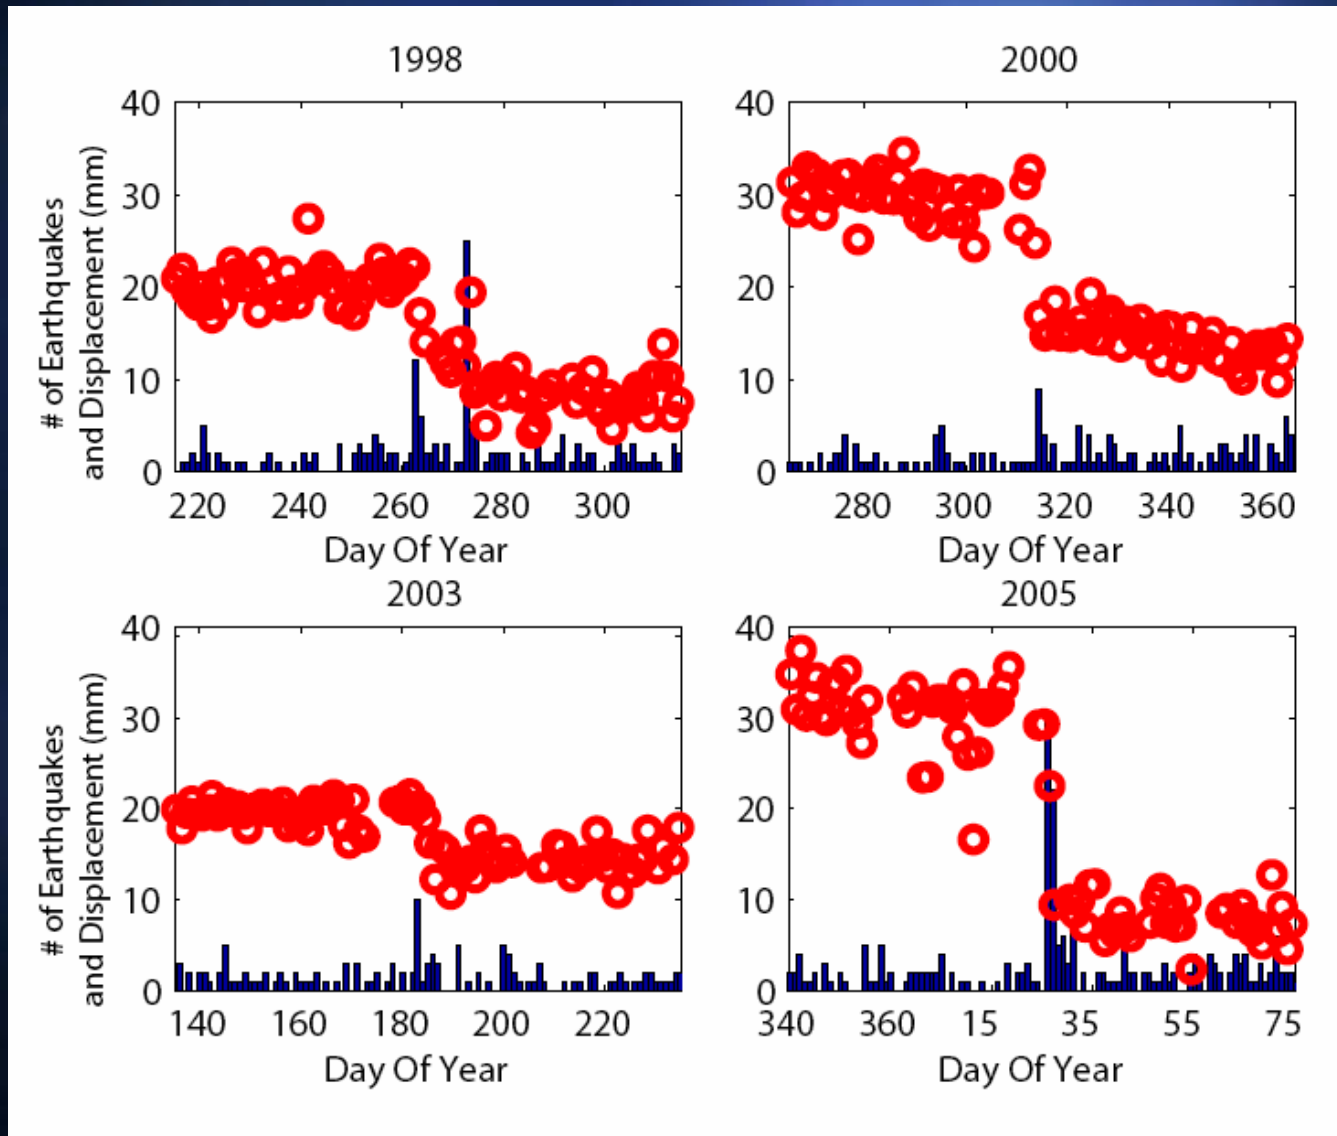 1998
40
30
20
10
0
# of Earthquakes
and Displacement (mm)
220 240 260 280 300
Day Of Year
2000
40
30
20
10
0
280 300 320 340 360
Day Of Year
2003
40
30
20
10
0
# of Earthquakes
and Displacement (mm)
140 160 180 200 220
Day Of Year
2005
40
30
20
10
0
340 360 15 35 55 75
Day Of Year